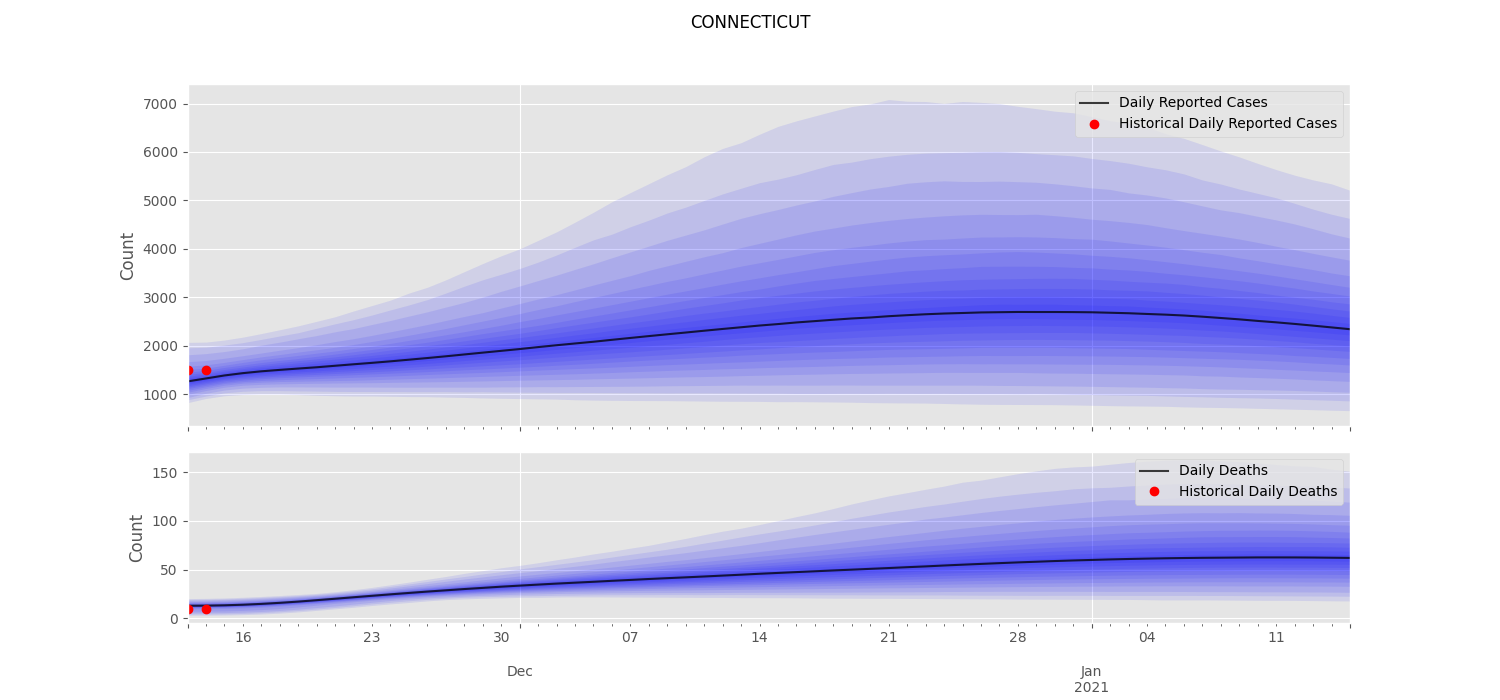 CONNECTICUT
7000
6000
5000
4000
3000
2000
1000
Count
Daily Reported Cases
Historical Daily Reported Cases
150
100
50
0
Count
Daily Deaths
Historical Daily Deaths
16 23 30 07 14 21 28 04 11
Dec Jan
2021